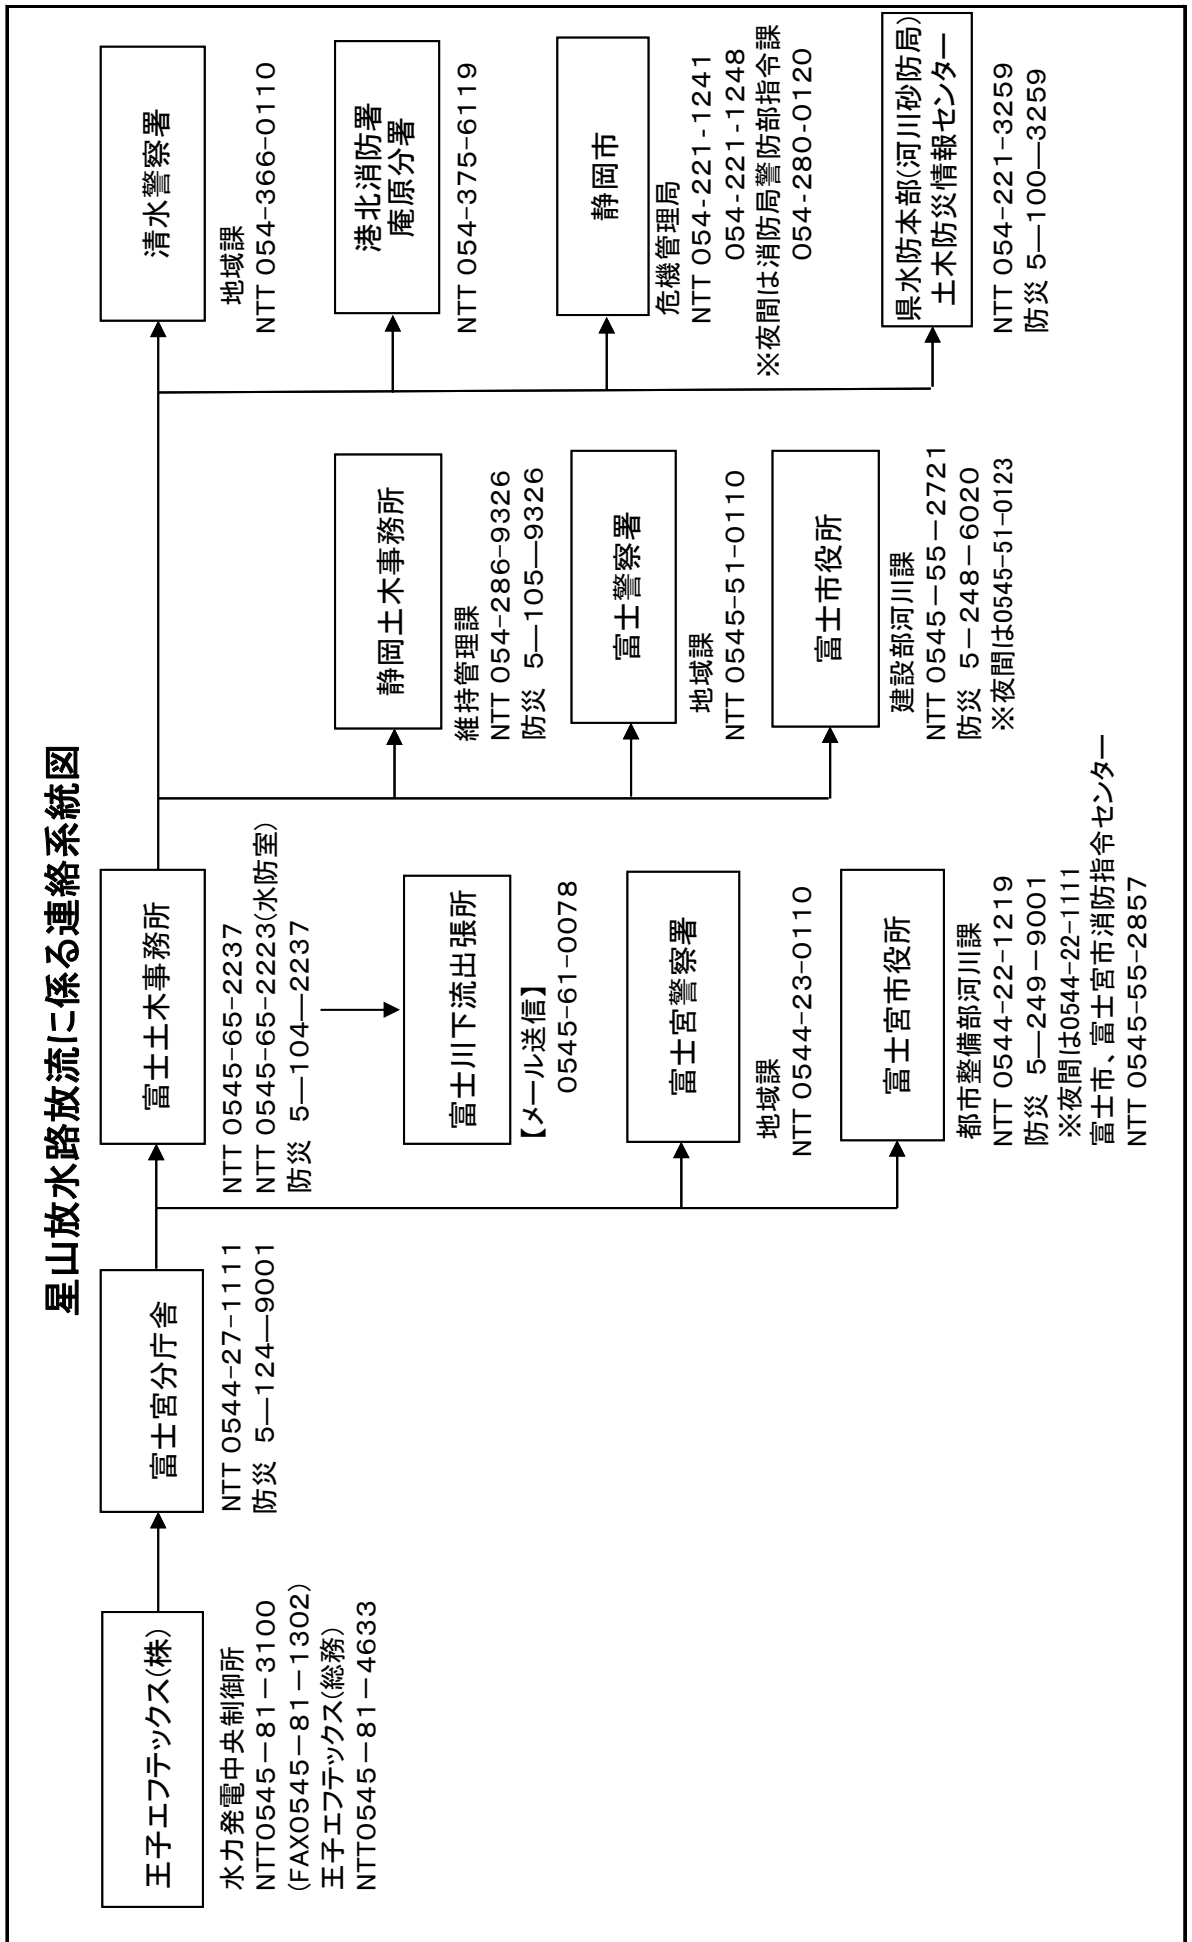 星山放水路放流に係る連絡系統図
王子エフテックス(株)
水力発電中央制御所
NTT0545－81－3100
(FAX0545－81－1302)
王子エフテックス(総務)
NTT0545－81－4633
富士宮分庁舎
NTT 0544-27-1111
防災 5―124―9001
富士土木事務所
NTT 0545-65-2237
NTT 0545-65-2223(水防室)
防災 5―104―2237
富士川下流出張所
【メール送信】
0545-61-0078
富士宮警察署
地域課
NTT 0544-23-0110
富士宮市役所
都市整備部河川課
NTT 0544-22-1219
防災 5―249－9001
※夜間は0544-22-1111
富士市、富士宮市消防指令センター
NTT 0545-55-2857
静岡土木事務所
維持管理課
NTT 054-286-9326
防災 5―105―9326
富士警察署
地域課
NTT 0545-51-0110
富士市役所
建設部河川課
NTT 0545－55－2721
防災 5－248－6020
※夜間は0545-51-0123
清水警察署
地域課
NTT 054-366-0110
港北消防署
庵原分署
NTT 054-375-6119
静岡市
危機管理局
NTT 054-221-1241
054-221-1248
※夜間は消防局警防部指令課
054-280-0120
県水防本部(河川砂防局)
土木防災情報センター
NTT 054-221-3259
防災 5―100―3259